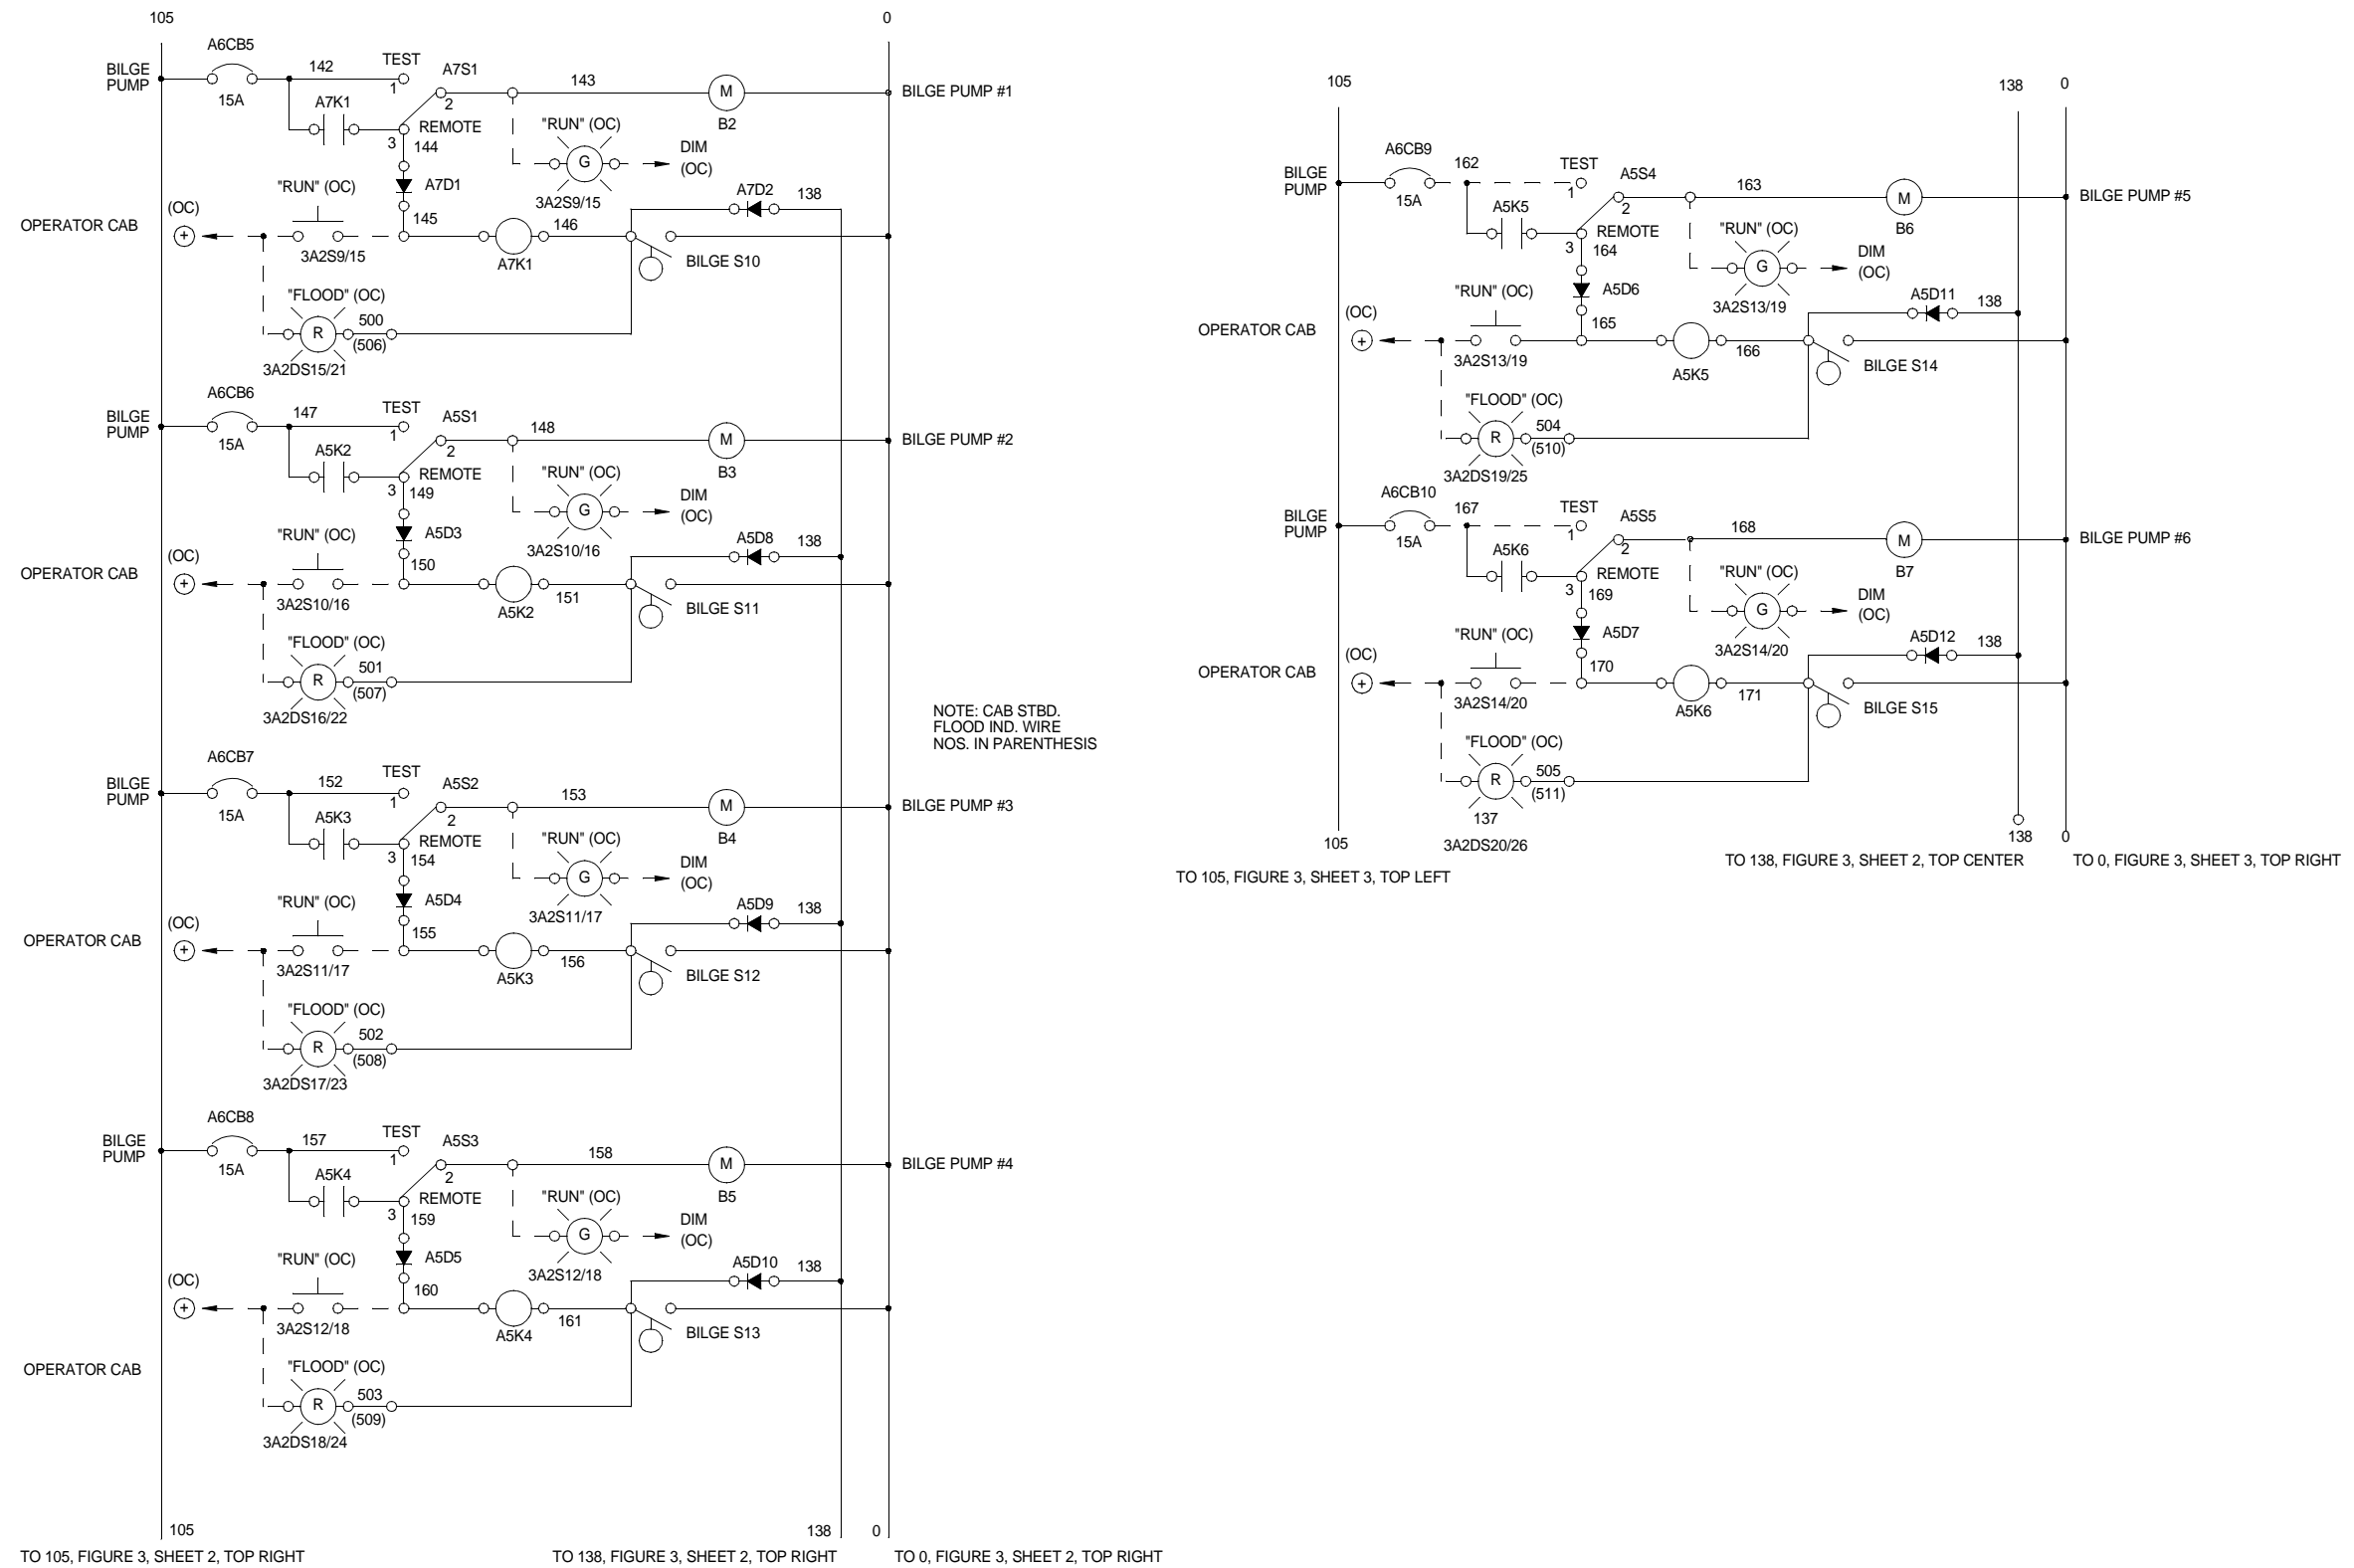 105
0
A6CB5
BILGE
PUMP
15A
142
TEST
1
A7S1
2
143
M
B2
BILGE PUMP #1
A7K1
REMOTE
3
144
"RUN" (OC)
G
DIM
(OC)
3A2S9/15
A7D1
A7D2
138
"RUN" (OC)
(OC)
145
OPERATOR CAB
+
3A2S9/15
A7K1
146
BILGE S10
"FLOOD" (OC)
R
500
(506)
3A2DS15/21
A6CB6
BILGE
PUMP
15A
147
TEST
1
A5S1
2
148
M
B3
BILGE PUMP #2
A5K2
REMOTE
3
149
"RUN" (OC)
G
DIM
(OC)
3A2S10/16
A5D3
A5D8
138
"RUN" (OC)
(OC)
150
OPERATOR CAB
+
3A2S10/16
A5K2
151
BILGE S11
"FLOOD" (OC)
R
501
(507)
3A2DS16/22
NOTE: CAB STBD.
FLOOD IND. WIRE
NOS. IN PARENTHESIS
A6CB7
BILGE
PUMP
15A
152
TEST
1
A5S2
2
153
M
B4
BILGE PUMP #3
A5K3
REMOTE
3
154
"RUN" (OC)
G
DIM
(OC)
3A2S11/17
A5D4
A5D9
138
"RUN" (OC)
(OC)
155
OPERATOR CAB
+
3A2S11/17
A5K3
156
BILGE S12
"FLOOD" (OC)
R
502
(508)
3A2DS17/23
A6CB8
BILGE
PUMP
15A
157
TEST
1
A5S3
2
158
M
B5
BILGE PUMP #4
A5K4
REMOTE
3
159
"RUN" (OC)
G
DIM
(OC)
3A2S12/18
A5D5
A5D10
138
"RUN" (OC)
(OC)
160
+
3A2S12/18
A5K4
161
BILGE S13
OPERATOR CAB
"FLOOD" (OC)
R
503
(509)
3A2DS18/24
105
138
0
TO 105, FIGURE 3, SHEET 2, TOP RIGHT
TO 138, FIGURE 3, SHEET 2, TOP RIGHT
TO 0, FIGURE 3, SHEET 2, TOP RIGHT
105
138
0
A6CB9
BILGE
PUMP
15A
162
TEST
1
A5S4
2
163
M
B6
BILGE PUMP #5
A5K5
REMOTE
3
164
"RUN" (OC)
G
DIM
(OC)
3A2S13/19
A5D6
A5D11
138
"RUN" (OC)
(OC)
165
OPERATOR CAB
+
3A2S13/19
A5K5
166
BILGE S14
"FLOOD" (OC)
R
504
(510)
3A2DS19/25
A6CB10
BILGE
PUMP
15A
167
TEST
1
A5S5
2
168
M
B7
BILGE PUMP #6
A5K6
REMOTE
3
169
"RUN" (OC)
G
DIM
(OC)
3A2S14/20
A5D7
A5D12
138
"RUN" (OC)
(OC)
170
OPERATOR CAB
+
3A2S14/20
A5K6
171
BILGE S15
"FLOOD" (OC)
R
505
(511)
137
3A2DS20/26
105
138
0
TO 105, FIGURE 3, SHEET 3, TOP LEFT
TO 138, FIGURE 3, SHEET 2, TOP CENTER
TO 0, FIGURE 3, SHEET 3, TOP RIGHT